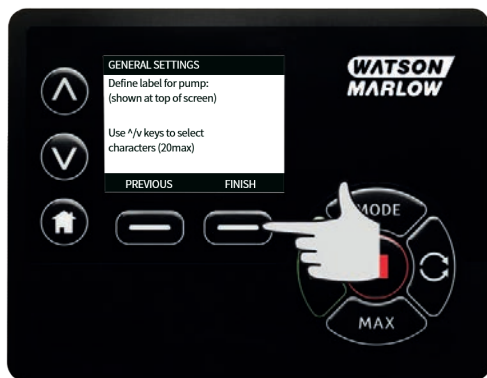 GENERAL SETTINGS
Define label for pump:
(shown at top of screen)
Use ^/v keys to select
characters (20max)
PREVIOUS FINISH
WATSON
MARLOW
MODE
MAX